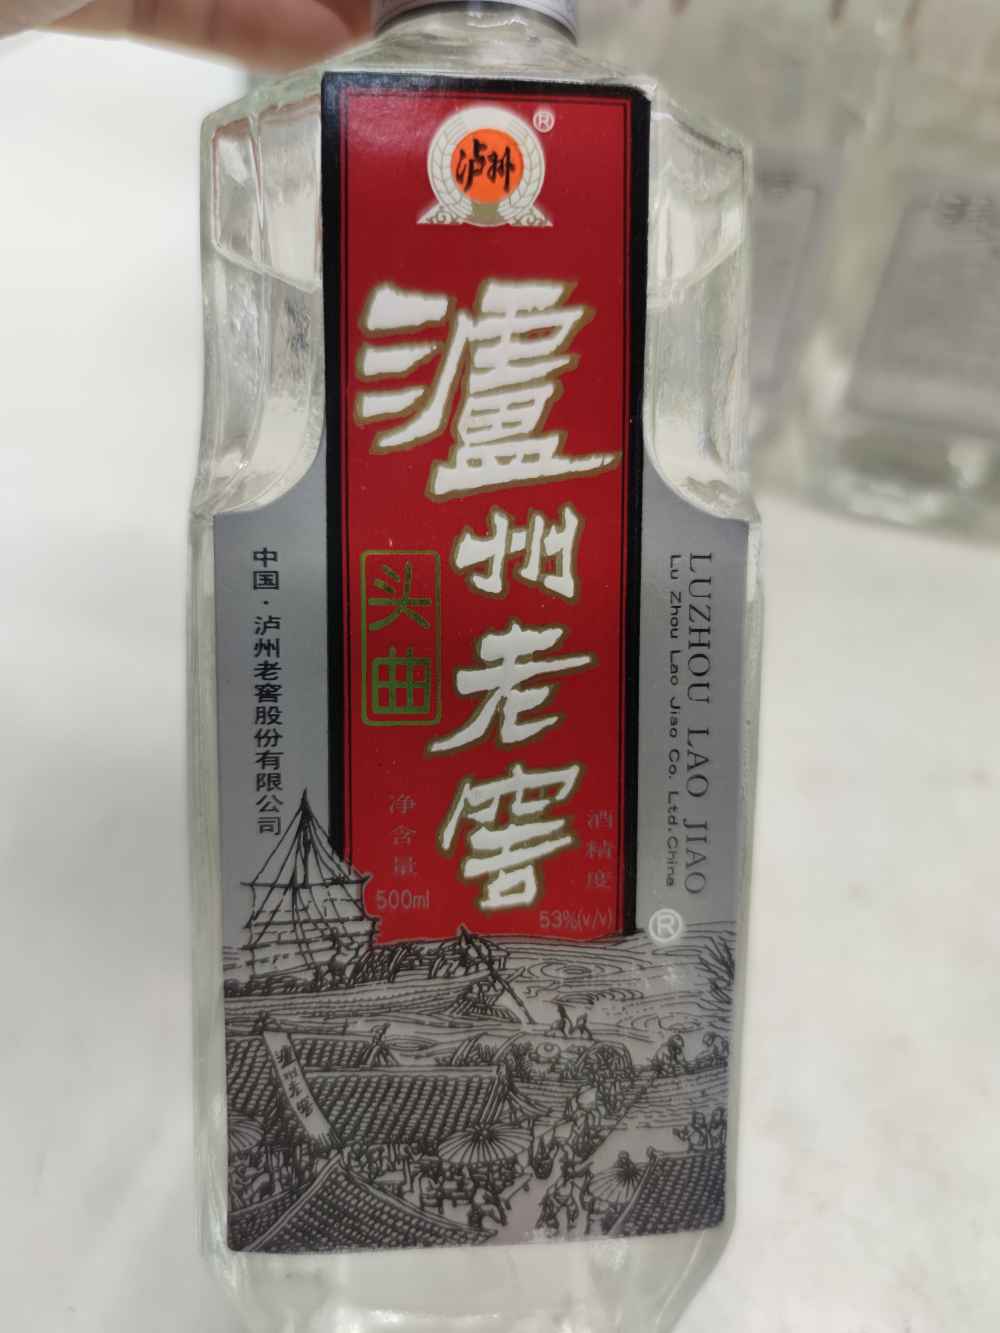 泸州
®
泸州老窖
头曲
中国·泸州老窖股份有限公司
LUZHOU LAO JIAO
Lu Zhou Lao Jiao Co. Ltd. China
净含量
500ml
酒精度
53%(v/v)
®